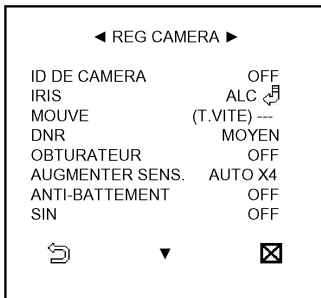 ◄ REG CAMERA ►
ID DE CAMERA OFF
IRIS ALC
MOUVE (T.VITE) ---
DNR MOYEN
OBTURATEUR OFF
AUGMENTER SENS. AUTO X4
ANTI-BATTEMENT OFF
SIN OFF